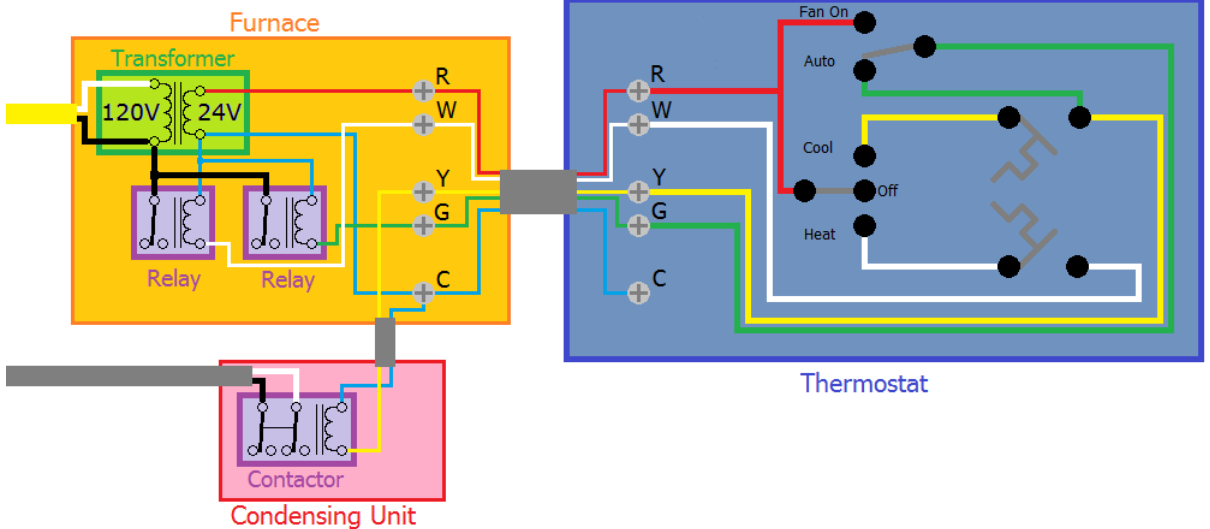 Furnace
Transformer
120V 24V
R
W
Y
G
C
Relay
Relay
Contactor
Condensing Unit
R
W
Y
G
C
Fan On
Auto
Cool
Off
Heat
Thermostat